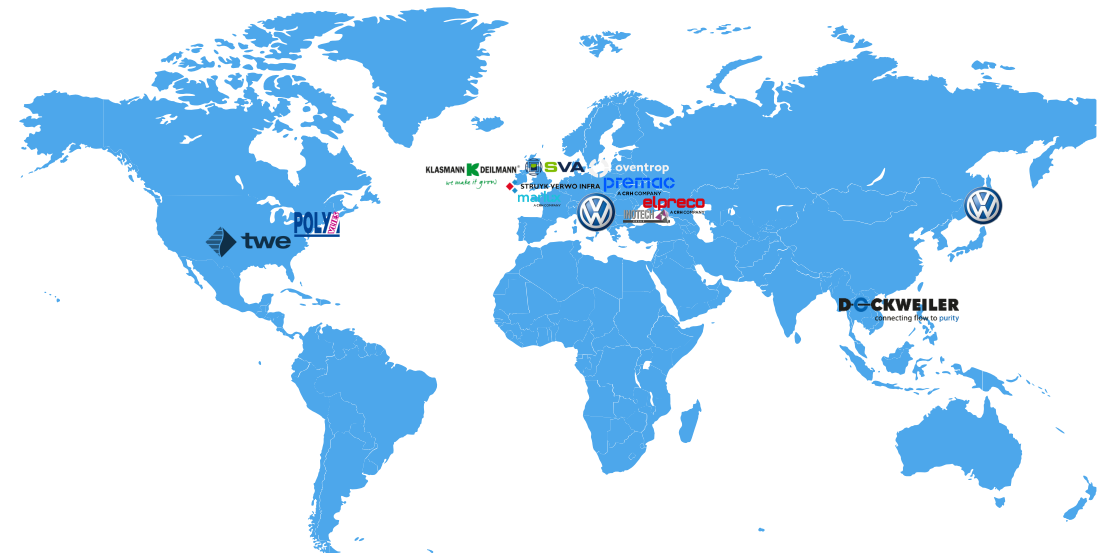 KLASMANN DEILMANN
we make it grow
SVA
oventrop
STRUYK VERWO INFRA
premac
A CRH COMPANY
elpreco
A CRH COMPANY
A CRH COMPANY
POLY
twe
DOCKWEILER
connecting flow to purity